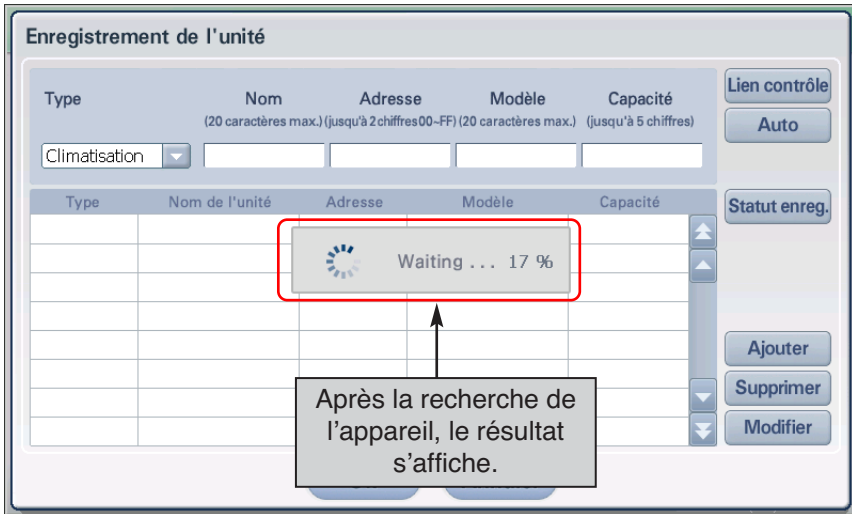 Enregistrement de l'unité
Type Nom Adresse Modèle Capacité
(20 caractères max.) (jusqu'à 2 chiffres00~FF) (20 caractères max.) (jusqu'à 5 chiffres)
Climatisation
Lien contrôle
Auto
Type Nom de l'unité Adresse Modèle Capacité
Statut enreg.
Waiting ... 17 %
Ajouter
Supprimer
Modifier
Après la recherche de
l'appareil, le résultat
s'affiche.